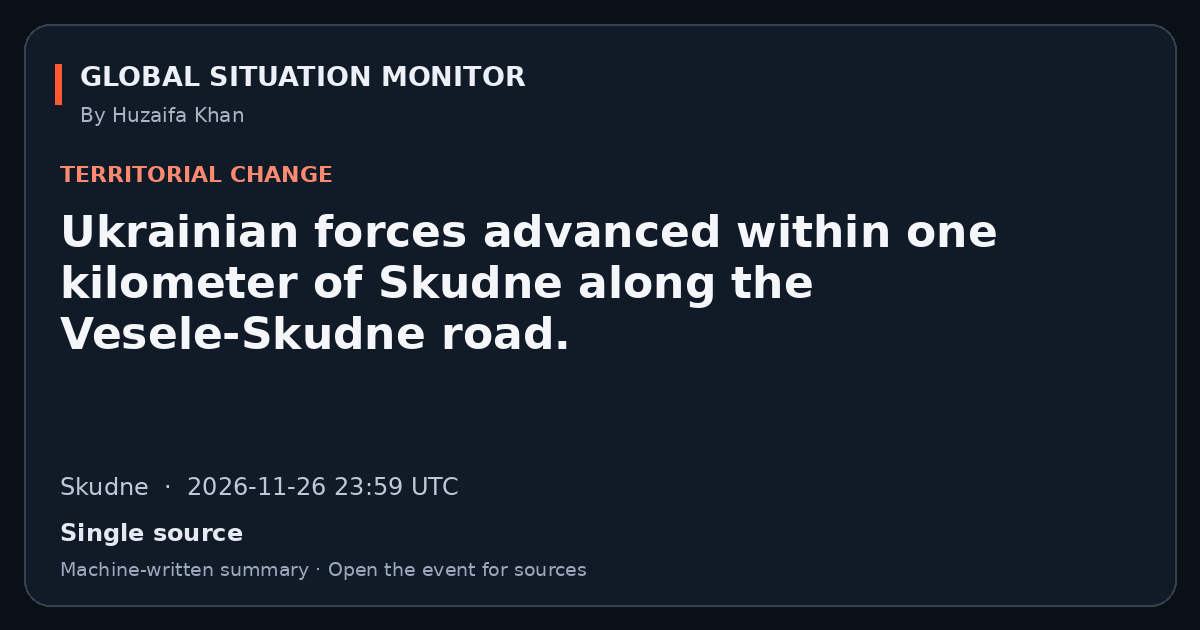 GLOBAL SITUATION MONITOR
By Huzaifa Khan
TERRITORIAL CHANGE
Ukrainian forces advanced within one
kilometer of Skudne along the
Vesele-Skudne road.
Skudne · 2026-11-26 23:59 UTC
Single source
Machine-written summary · Open the event for sources